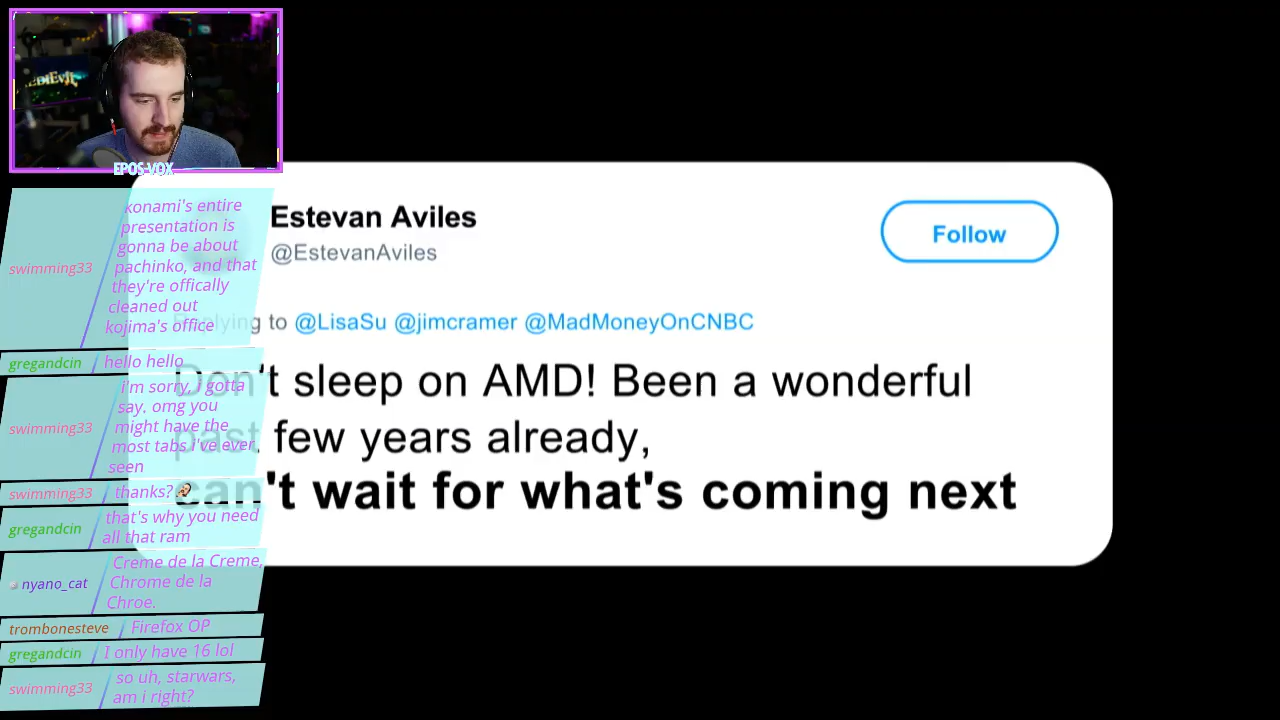 EPOS VOX
swimming33
konami's entire
presentation is
gonna be about
pachinko, and that
they're offically
cleaned out
kojima's office
gregandcin
hello hello
swimming33
i'm sorry, i gotta
say, omg you
might have the
most tabs i've ever
seen
swimming33
thanks?
gregandcin
that's why you need
all that ram
nyano_cat
Creme de la Creme,
Chrome de la
Chroe.
trombonesteve
Firefox OP
gregandcin
I only have 16 lol
swimming33
so uh, starwars,
am i right?
Estevan Aviles
@EstevanAviles
Follow
Replying to @LisaSu @jimcramer @MadMoneyOnCNBC
Don't sleep on AMD! Been a wonderful
past few years already,
can't wait for what's coming next